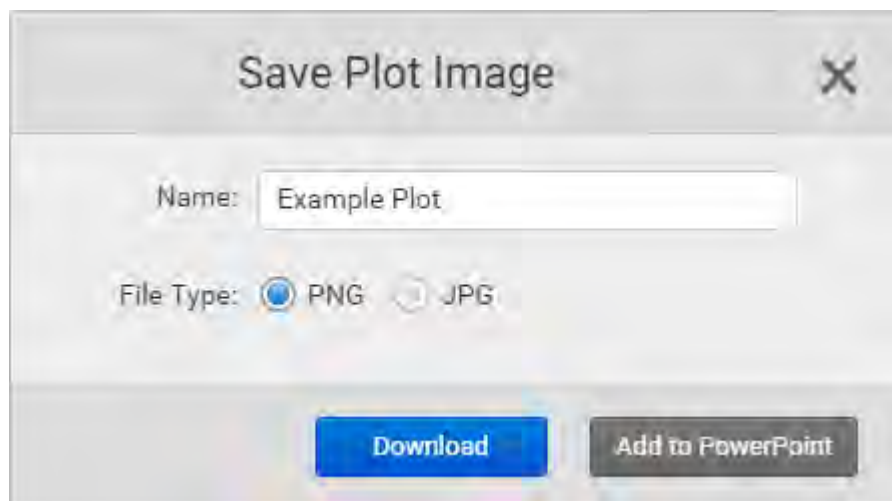 Save Plot Image
Name: Example Plot
File Type: PNG JPG
Download Add to PowerPoint